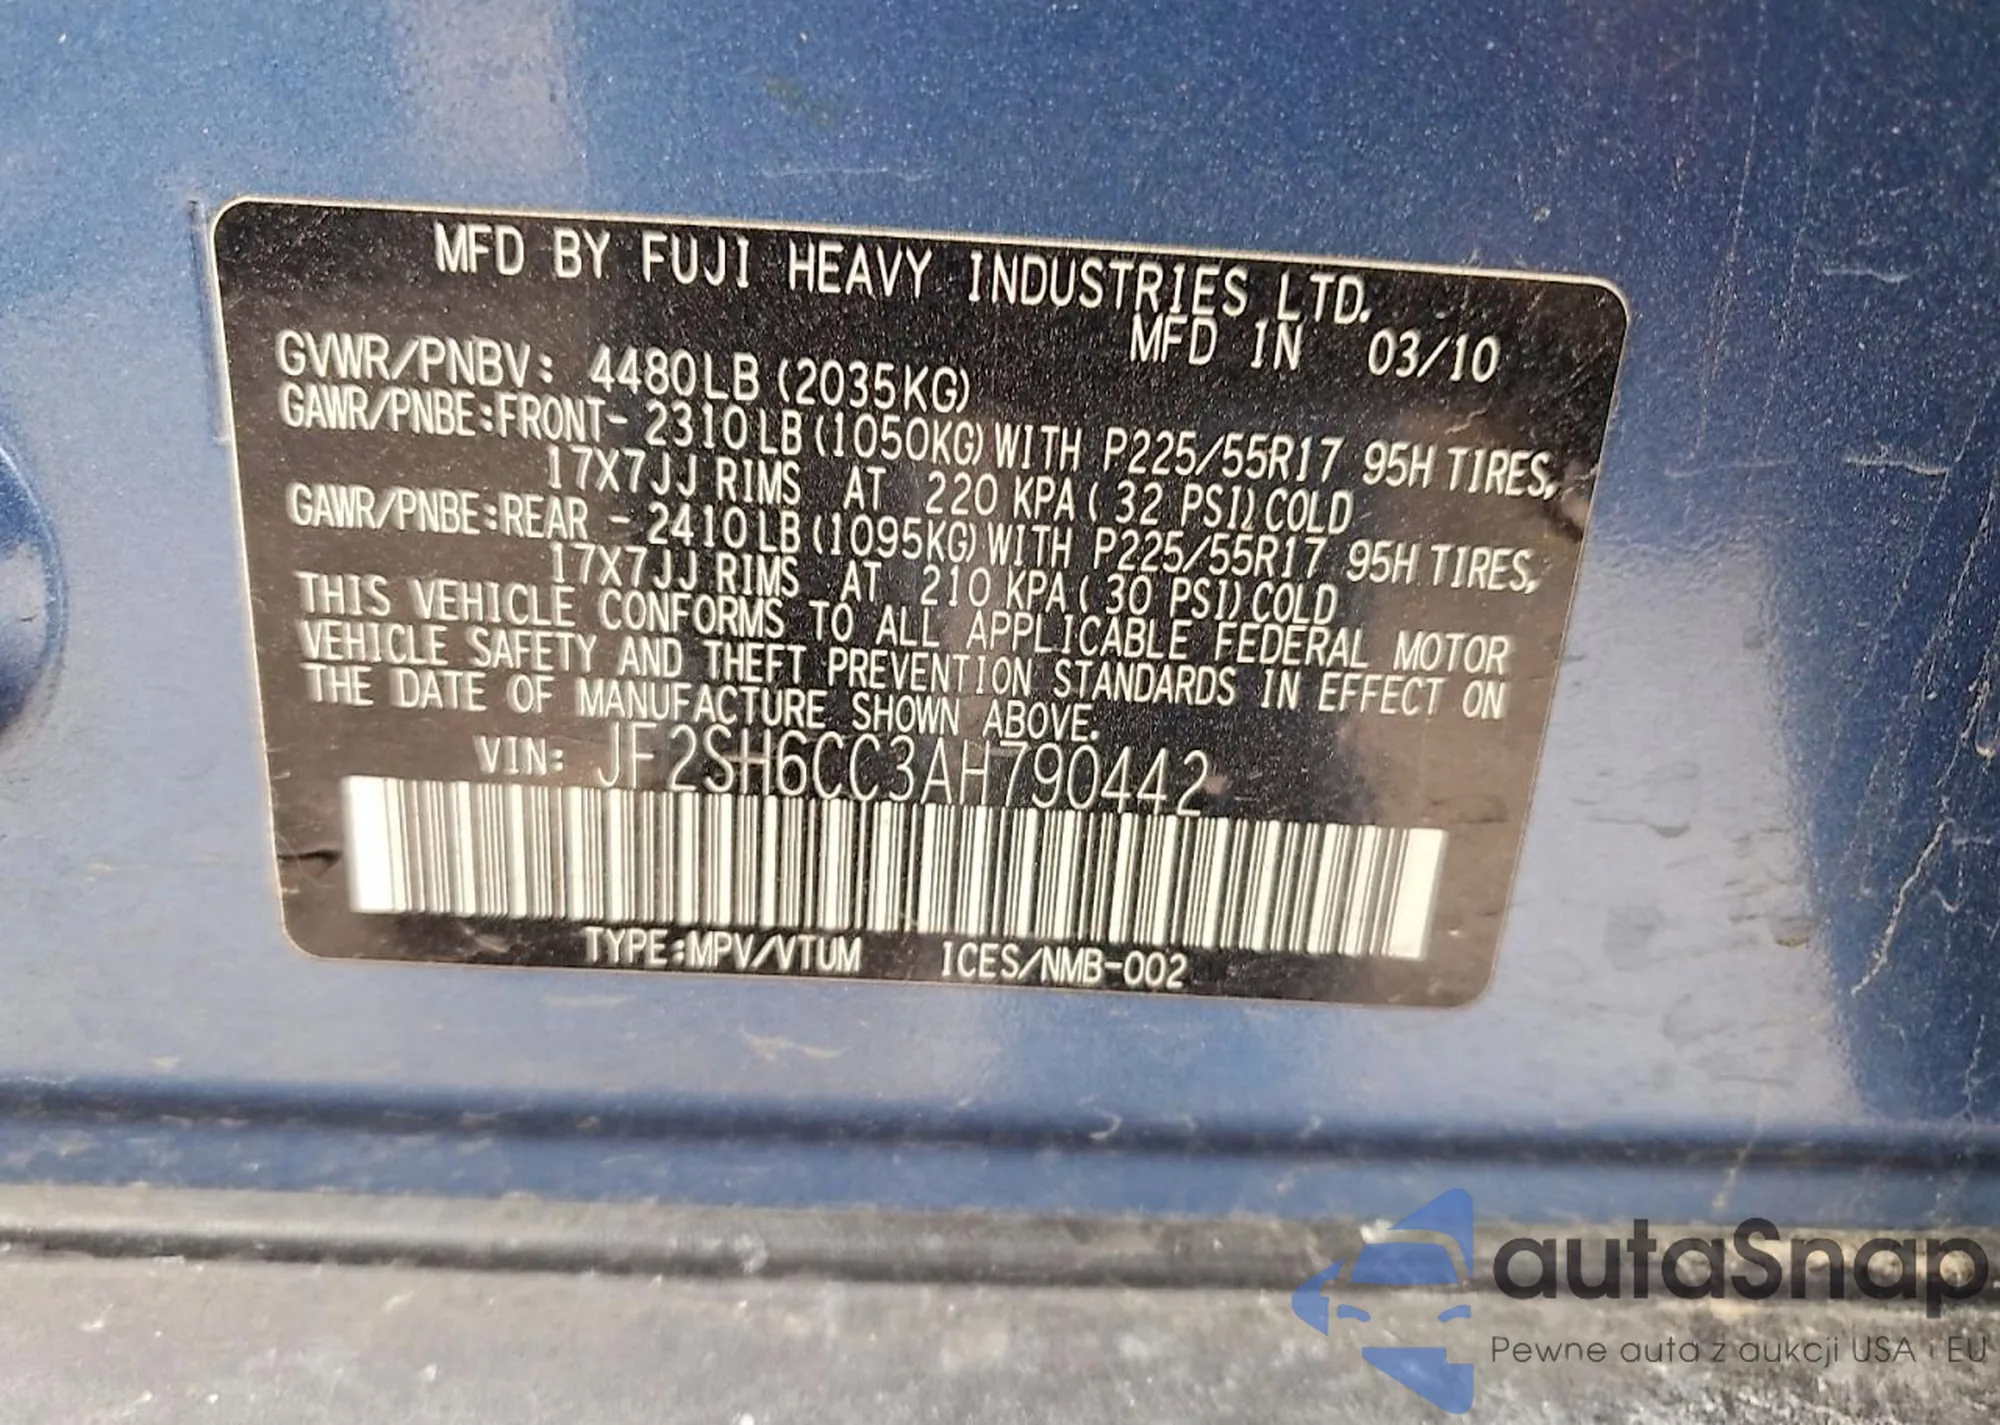 MFD BY FUJI HEAVY INDUSTRIES LTD.
MFD IN 03/10
GVWR/PNBV: 4480LB (2035KG)
GAWR/PNBE:FRONT- 2310LB(1050KG)WITH P225/55R17 95H TIRES,
17X7JJ RIMS AT 220 KPA( 32 PSI)COLD
GAWR/PNBE:REAR - 2410LB(1095KG)WITH P225/55R17 95H TIRES,
17X7JJ RIMS AT 210 KPA( 30 PSI)COLD
THIS VEHICLE CONFORMS TO ALL APPLICABLE FEDERAL MOTOR
VEHICLE SAFETY AND THEFT PREVENTION STANDARDS IN EFFECT ON
THE DATE OF MANUFACTURE SHOWN ABOVE.
VIN: JF2SH6CC3AH790442
TYPE:MPV/VTUM ICES/NMB-002
autaSnap
Pewne auta z aukcji USA i EU